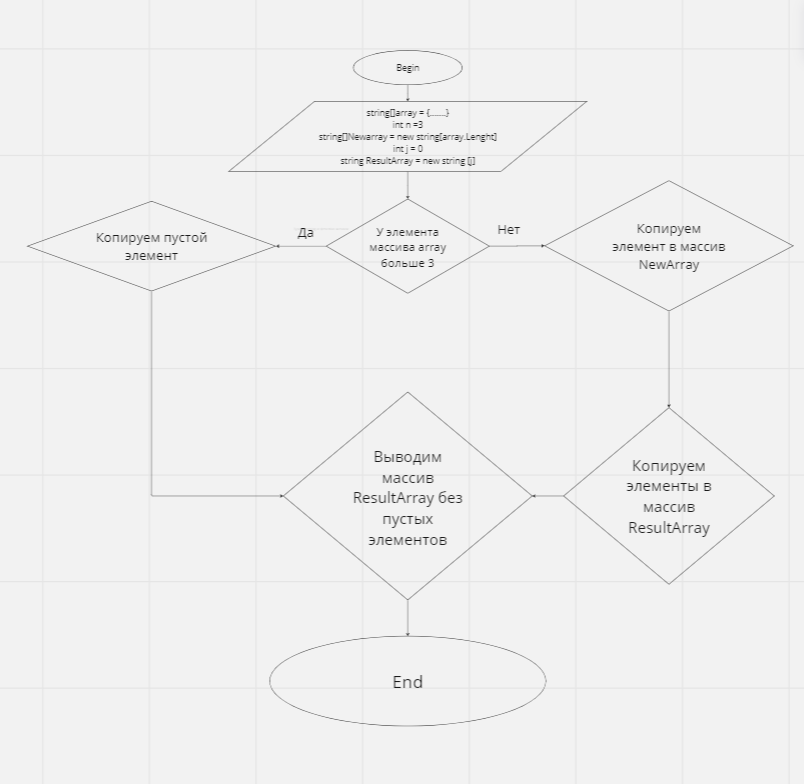 Begin
string[]array = {.......}
int n =3
string[]Newarray = new string[array.Lenght]
int j = 0
string ResultArray = new string [j]
Копируем пустой
элемент
Да
У элемента
массива array
больше 3
Нет
Копируем
элемент в массив
NewArray
Выводим
массив
ResultArray без
пустых
элементов
Копируем
элементы в
массив
ResultArray
End